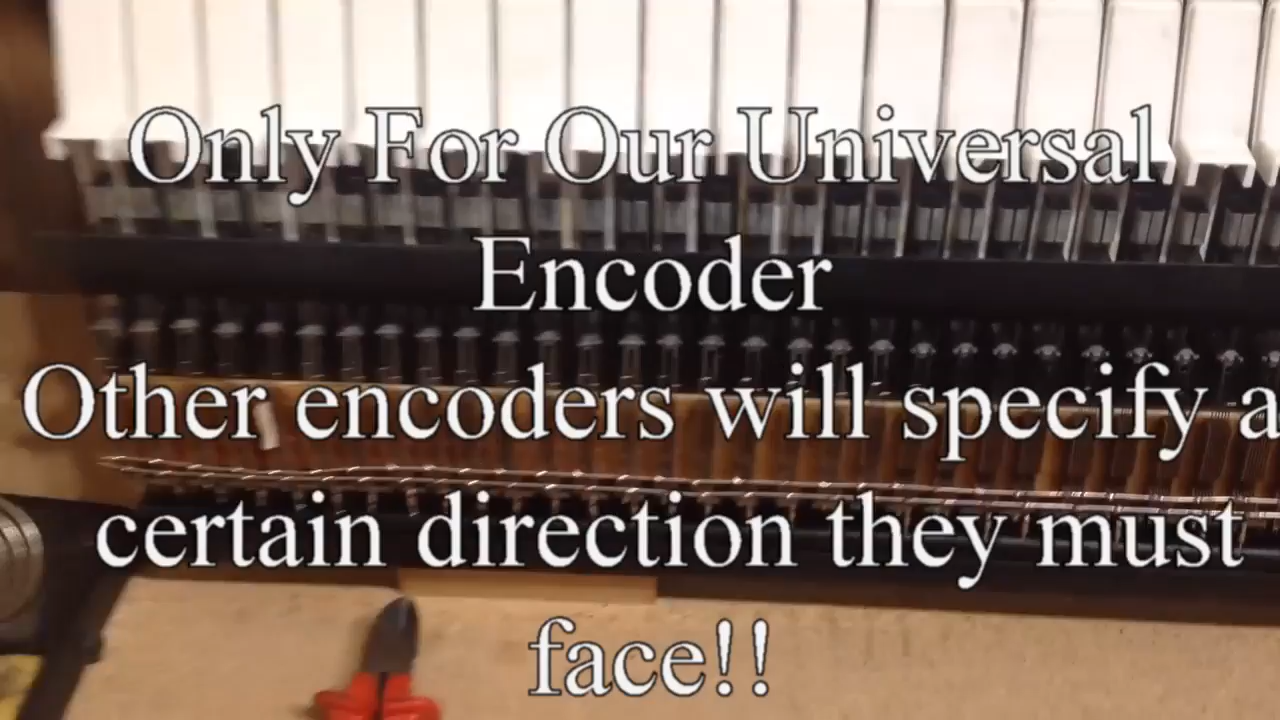 Only For Our Universal
Encoder
Other encoders will specify a
certain direction they must
face!!